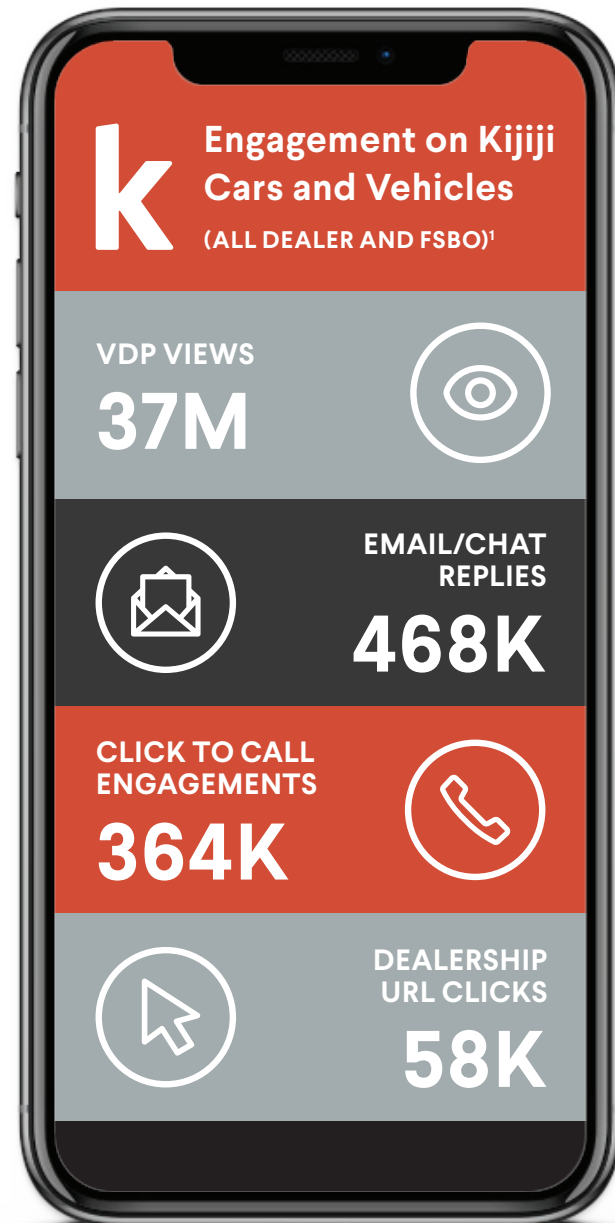 k
Engagement on Kijiji
Cars and Vehicles
(ALL DEALER AND FSBO)¹
VDP VIEWS
37M
EMAIL/CHAT
REPLIES
468K
CLICK TO CALL
ENGAGEMENTS
364K
DEALERSHIP
URL CLICKS
58K